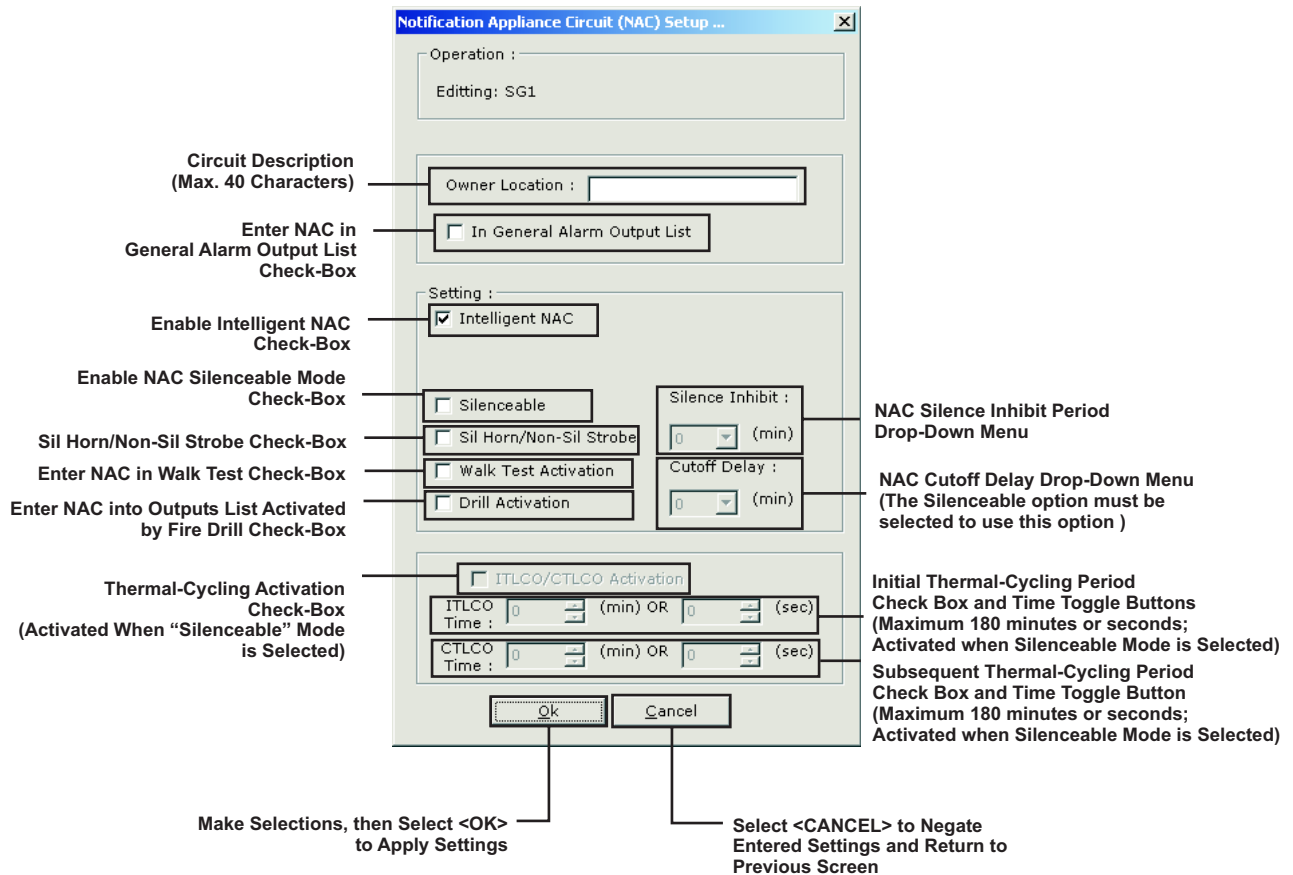 Notification Appliance Circuit (NAC) Setup ...
Operation :
Editting: SG1
Circuit Description
(Max. 40 Characters)
Owner Location :
Enter NAC in
General Alarm Output List
Check-Box
In General Alarm Output List
Setting :
Enable Intelligent NAC
Check-Box
Intelligent NAC
Enable NAC Silenceable Mode
Check-Box
Silenceable
Silence Inhibit :
0 (min)
NAC Silence Inhibit Period
Drop-Down Menu
Sil Horn/Non-Sil Strobe Check-Box
Sil Horn/Non-Sil Strobe
Enter NAC in Walk Test Check-Box
Walk Test Activation
Cutoff Delay :
0 (min)
NAC Cutoff Delay Drop-Down Menu
(The Silenceable option must be
selected to use this option )
Enter NAC into Outputs List Activated
by Fire Drill Check-Box
Drill Activation
Thermal-Cycling Activation
Check-Box
(Activated When “Silenceable” Mode
is Selected)
ITLCO/CTLCO Activation
ITLCO
Time : 0 (min) OR 0 (sec)
Initial Thermal-Cycling Period
Check Box and Time Toggle Buttons
(Maximum 180 minutes or seconds;
Activated when Silenceable Mode is Selected)
CTLCO
Time : 0 (min) OR 0 (sec)
Subsequent Thermal-Cycling Period
Check Box and Time Toggle Button
(Maximum 180 minutes or seconds;
Activated when Silenceable Mode is Selected)
Ok
Cancel
Make Selections, then Select <OK>
to Apply Settings
Select <CANCEL> to Negate
Entered Settings and Return to
Previous Screen